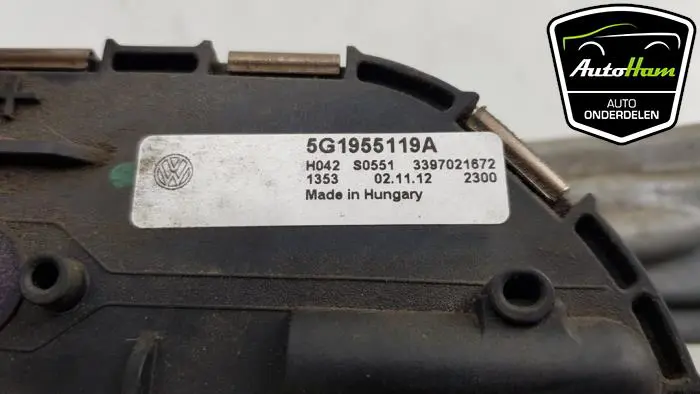 AutoHam
AUTO
ONDERDELEN
5G1955119A
H042 S0551 3397021672
1353 02.11.12 2300
Made in Hungary